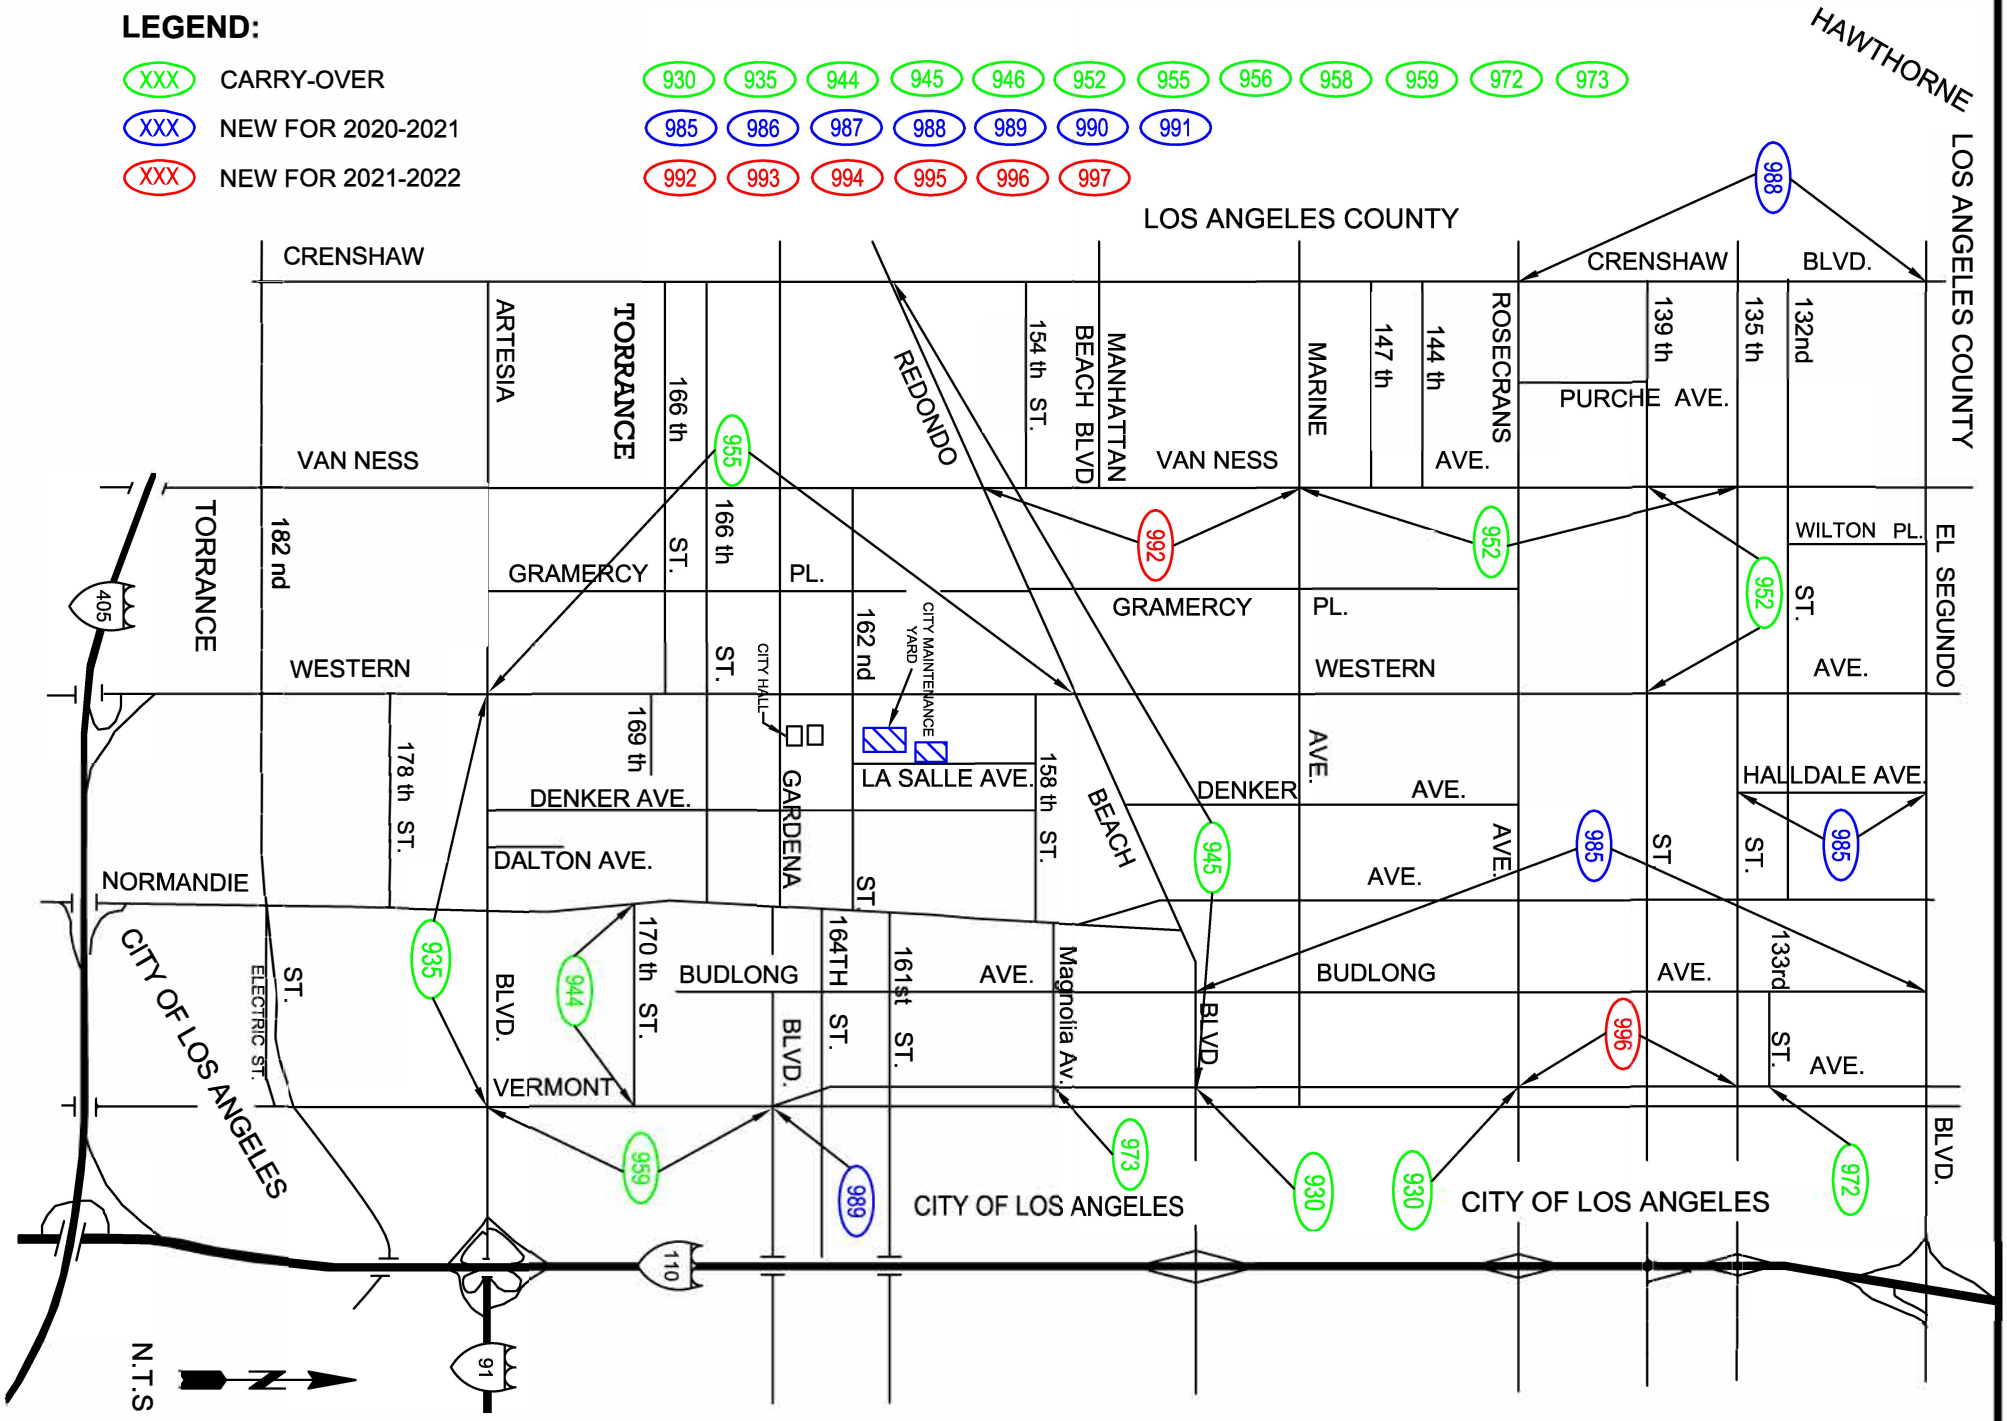 LEGEND:
XXX CARRY-OVER 930 935 944 945 946 952 955 956 958 959 972 973
XXX NEW FOR 2020-2021 985 986 987 988 989 990 991
XXX NEW FOR 2021-2022 992 993 994 995 996 997
HAWTHORNE
LOS ANGELES COUNTY
LOS ANGELES COUNTY
988
CRENSHAW
CRENSHAW BLVD.
ARTESIA
TORRANCE
166 th
REDONDO
154 th ST.
MANHATTAN
BEACH BLVD
MARINE
147 th
144 th
ROSECRANS
139 th
135 th
132nd
PURCHE AVE.
955
VAN NESS
VAN NESS AVE.
TORRANCE
182 nd
ST.
166 th
992
952
952
WILTON PL.
EL SEGUNDO
GRAMERCY PL.
GRAMERCY PL.
ST.
405
162 nd
CITY MAINTENANCE
YARD
CITY HALL
ST.
WESTERN
WESTERN AVE.
178 th ST.
169 th
GARDENA
LA SALLE AVE.
158 th ST.
BEACH
AVE.
DENKER AVE.
DENKER AVE.
HALLDALE AVE.
945
AVE.
985
ST.
ST.
985
DALTON AVE.
NORMANDIE
AVE.
ST.
CITY OF LOS ANGELES
ELECTRIC ST.
ST.
935
BLVD.
944
170 th ST.
BUDLONG AVE.
164TH ST.
161st ST.
Magnolia Av.
BLVD.
BUDLONG AVE.
133rd
ST.
BLVD.
996
VERMONT
AVE.
BLVD.
959
989
973
930
930
972
CITY OF LOS ANGELES
CITY OF LOS ANGELES
110
91
N.T.S
N